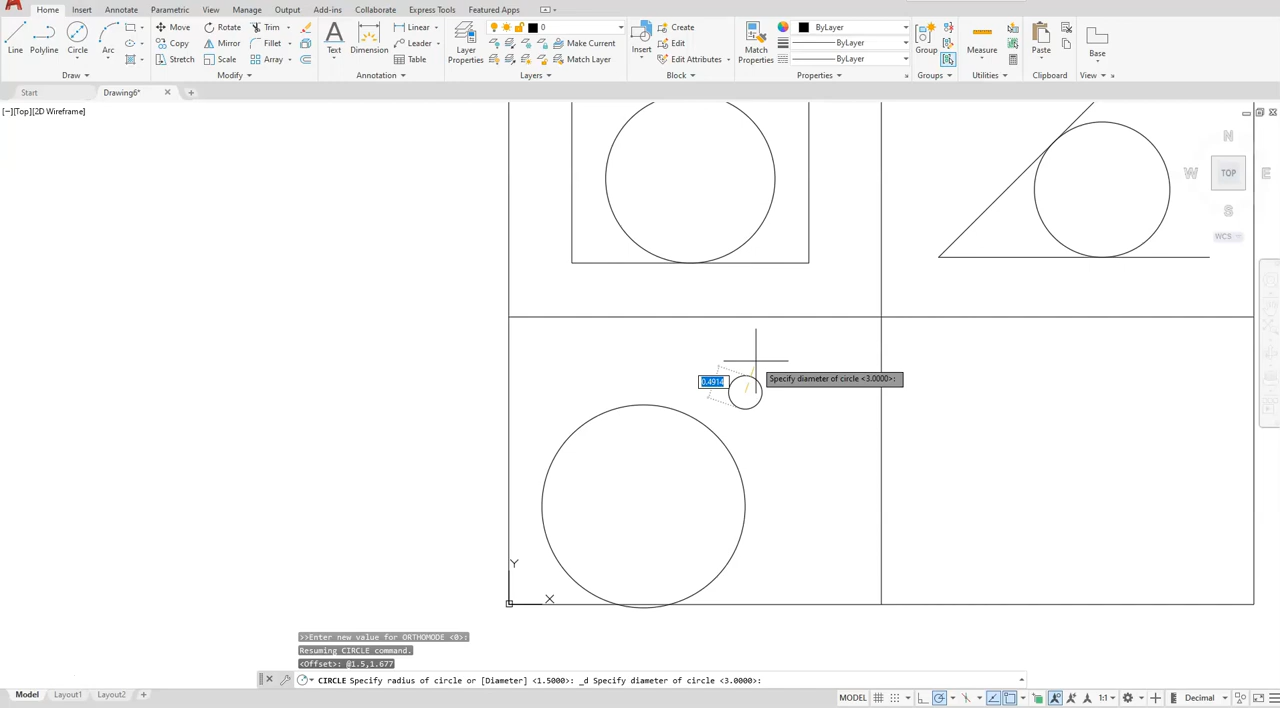 Home Insert Annotate Parametric View Manage Output Add-ins Collaborate Express Tools Featured Apps
Line Polyline Circle Arc
Move Rotate Trim
Copy Mirror Fillet
Stretch Scale Array
Text Dimension
Linear
Leader
Table
Layer Properties
0
Make Current
Match Layer
Insert
Create
Edit
Edit Attributes
Match Properties
ByLayer
ByLayer
ByLayer
Group
Measure
Paste
Base
Draw Modify Annotation Layers Block Properties Groups Utilities Clipboard View
Start Drawing6*
[−][Top][2D Wireframe]
N
W TOP E
S
WCS
0.4914
Specify diameter of circle <3.0000>:
Y
X
>>Enter new value for ORTHOMODE <0>:
Resuming CIRCLE command.
<Offset>: @1.5,1.677
CIRCLE Specify radius of circle or [Diameter] <1.5000>: _d Specify diameter of circle <3.0000>:
Model Layout1 Layout2
MODEL 1:1 Decimal